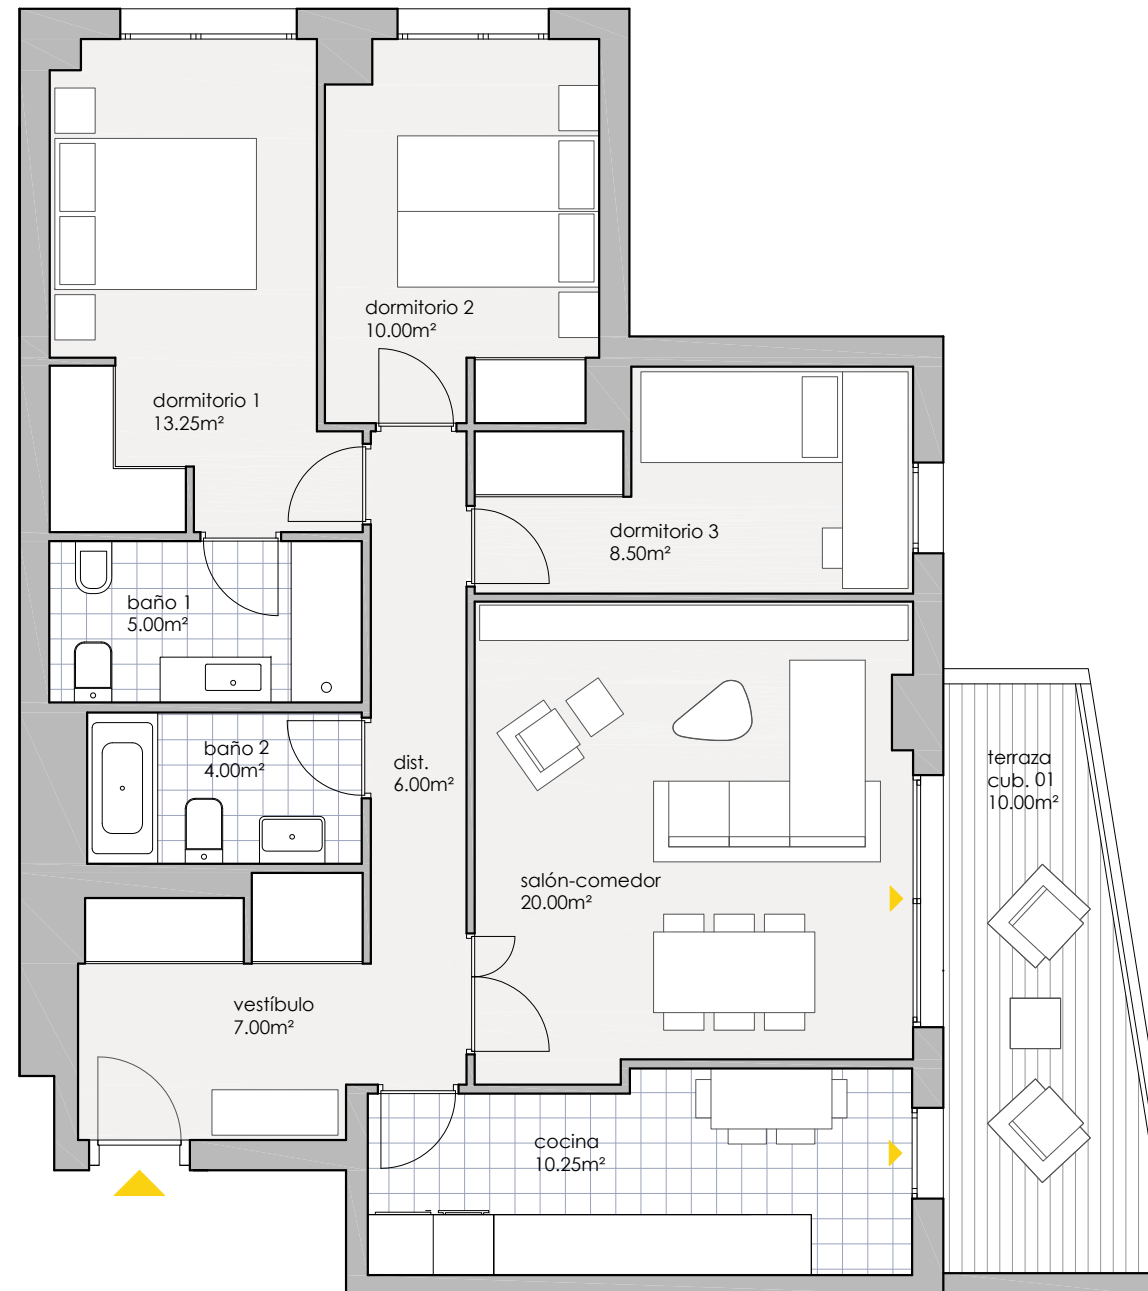 dormitorio 2
10.00m²
dormitorio 1
13.25m²
dormitorio 3
8.50m²
baño 1
5.00m²
baño 2
4.00m²
dist.
6.00m²
terraza
cub. 01
10.00m²
salón-comedor
20.00m²
vestíbulo
7.00m²
cocina
10.25m²